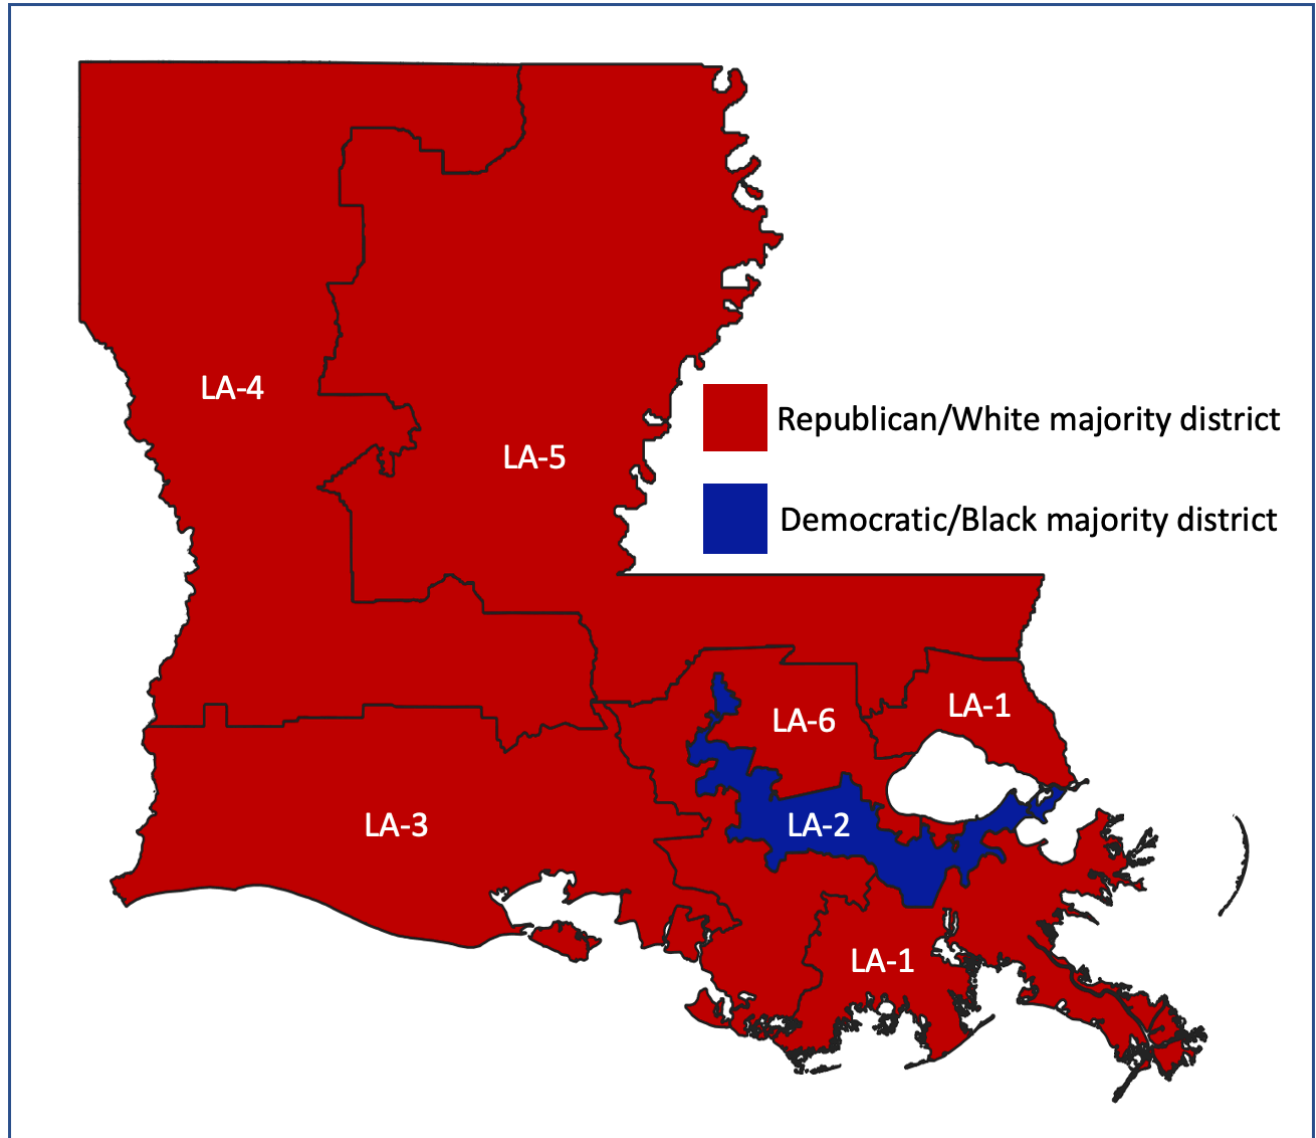 LA-4
LA-5
Republican/White majority district
Democratic/Black majority district
LA-6
LA-1
LA-3
LA-2
LA-1